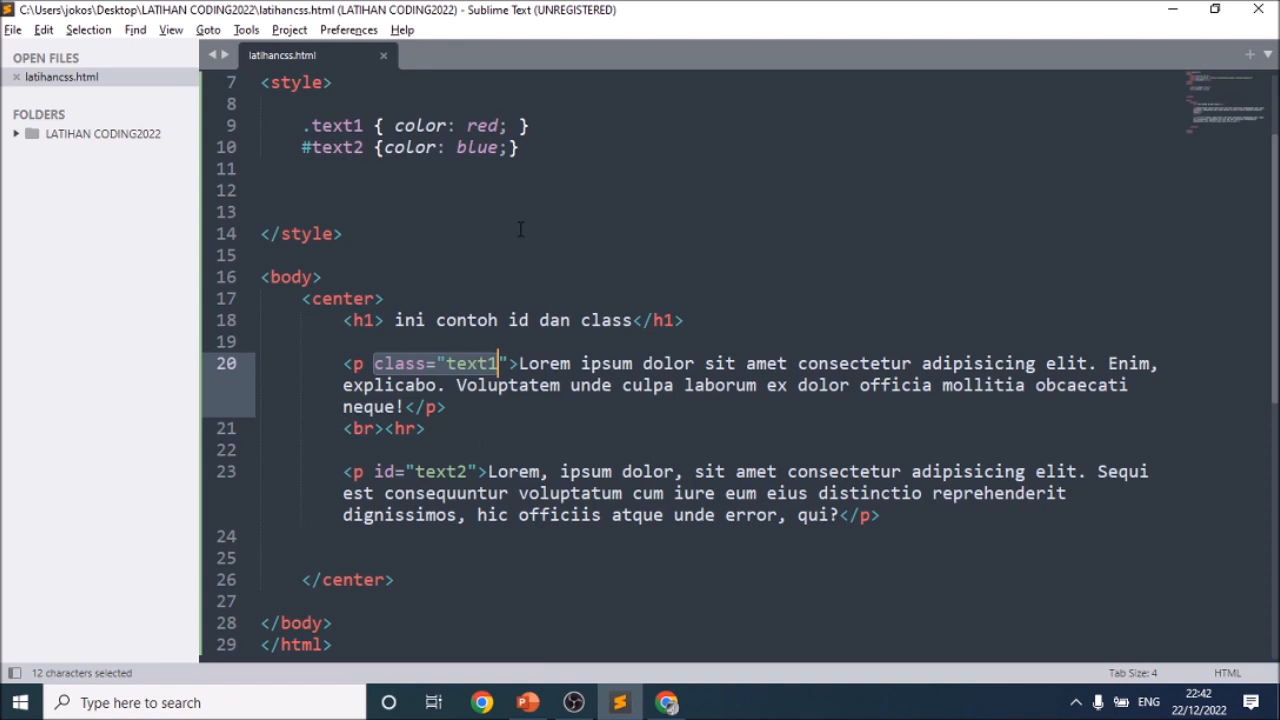 C:\Users\jokos\Desktop\LATIHAN CODING2022\latihancss.html (LATIHAN CODING2022) - Sublime Text (UNREGISTERED)
File Edit Selection Find View Goto Tools Project Preferences Help
OPEN FILES
latihancss.html
FOLDERS
LATIHAN CODING2022
latihancss.html
7 <style>
8
9 .text1 { color: red; }
10 #text2 {color: blue;}
11
12
13
14 </style>
15
16 <body>
17 <center>
18 <h1> ini contoh id dan class</h1>
19
20 <p class="text1">Lorem ipsum dolor sit amet consectetur adipisicing elit. Enim,
explicabo. Voluptatem unde culpa laborum ex dolor officia mollitia obcaecati
neque!</p>
21 <br><hr>
22
23 <p id="text2">Lorem, ipsum dolor, sit amet consectetur adipisicing elit. Sequi
est consequuntur voluptatum cum iure eum eius distinctio reprehenderit
dignissimos, hic officiis atque unde error, qui?</p>
24
25
26 </center>
27
28 </body>
29 </html>
12 characters selected
Tab Size: 4 HTML
Type here to search
ENG
22:42
22/12/2022